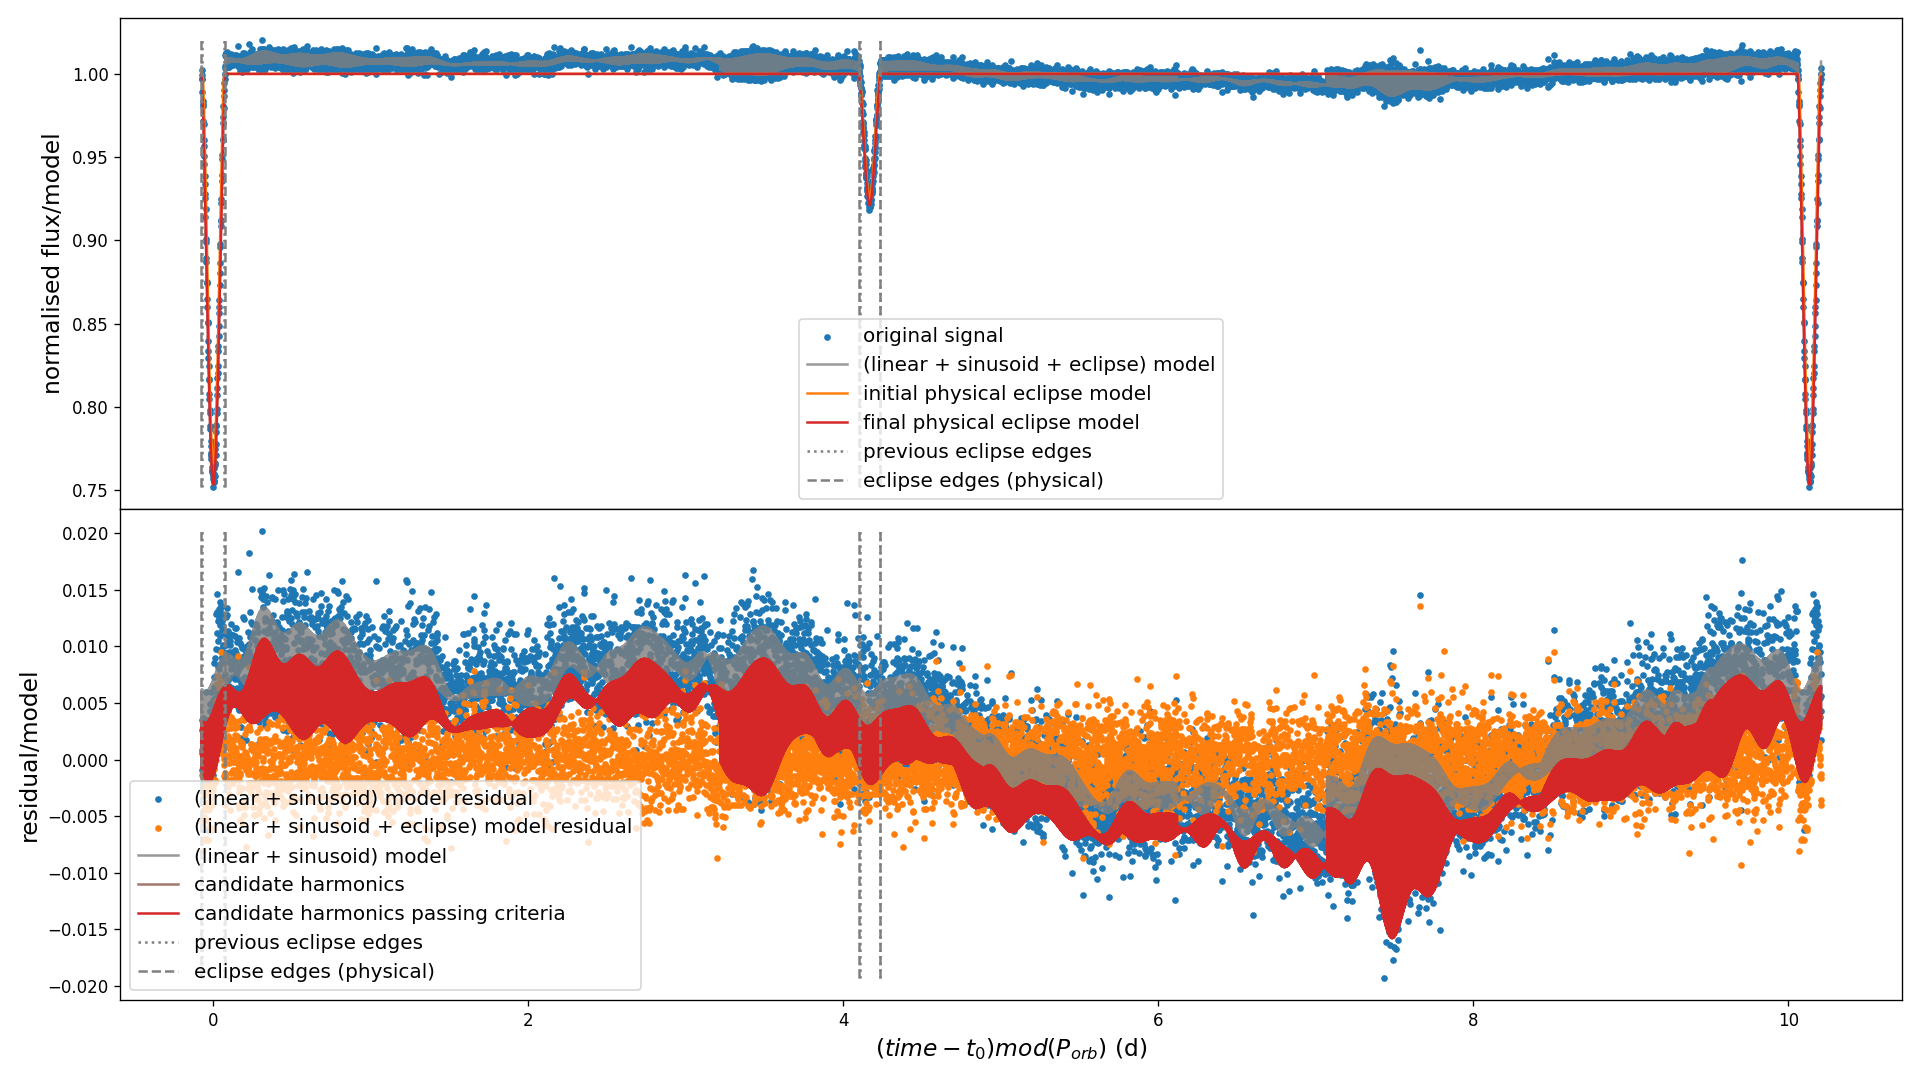 1.00
0.95
0.90
0.85
0.80
0.75
normalised flux/model
original signal
(linear + sinusoid + eclipse) model
initial physical eclipse model
final physical eclipse model
previous eclipse edges
eclipse edges (physical)
0.020
0.015
0.010
0.005
0.000
−0.005
−0.010
−0.015
−0.020
residual/model
(linear + sinusoid) model residual
(linear + sinusoid + eclipse) model residual
(linear + sinusoid) model
candidate harmonics
candidate harmonics passing criteria
previous eclipse edges
eclipse edges (physical)
0 2 4 6 8 10
(time − t₀)mod(P_orb) (d)